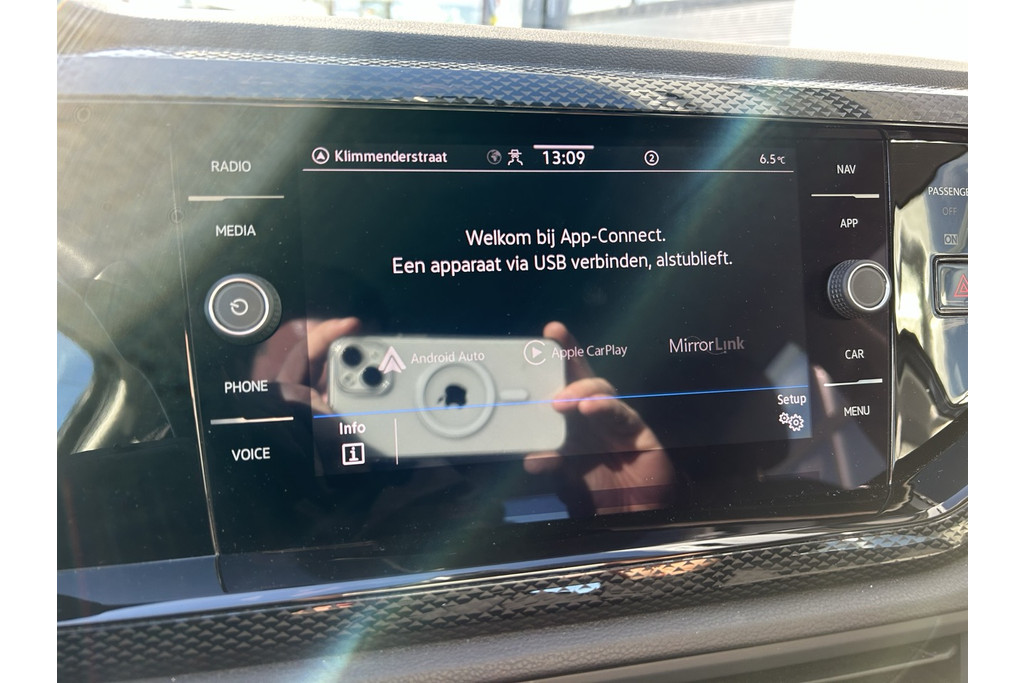 RADIO
MEDIA
PHONE
VOICE
Klimmenderstraat
13:09
2
6.5°C
Welkom bij App-Connect.
Een apparaat via USB verbinden, alstublieft.
Android Auto
Apple CarPlay
MirrorLink
Info
i
Setup
NAV
APP
CAR
MENU
PASSENGE
OFF
ON